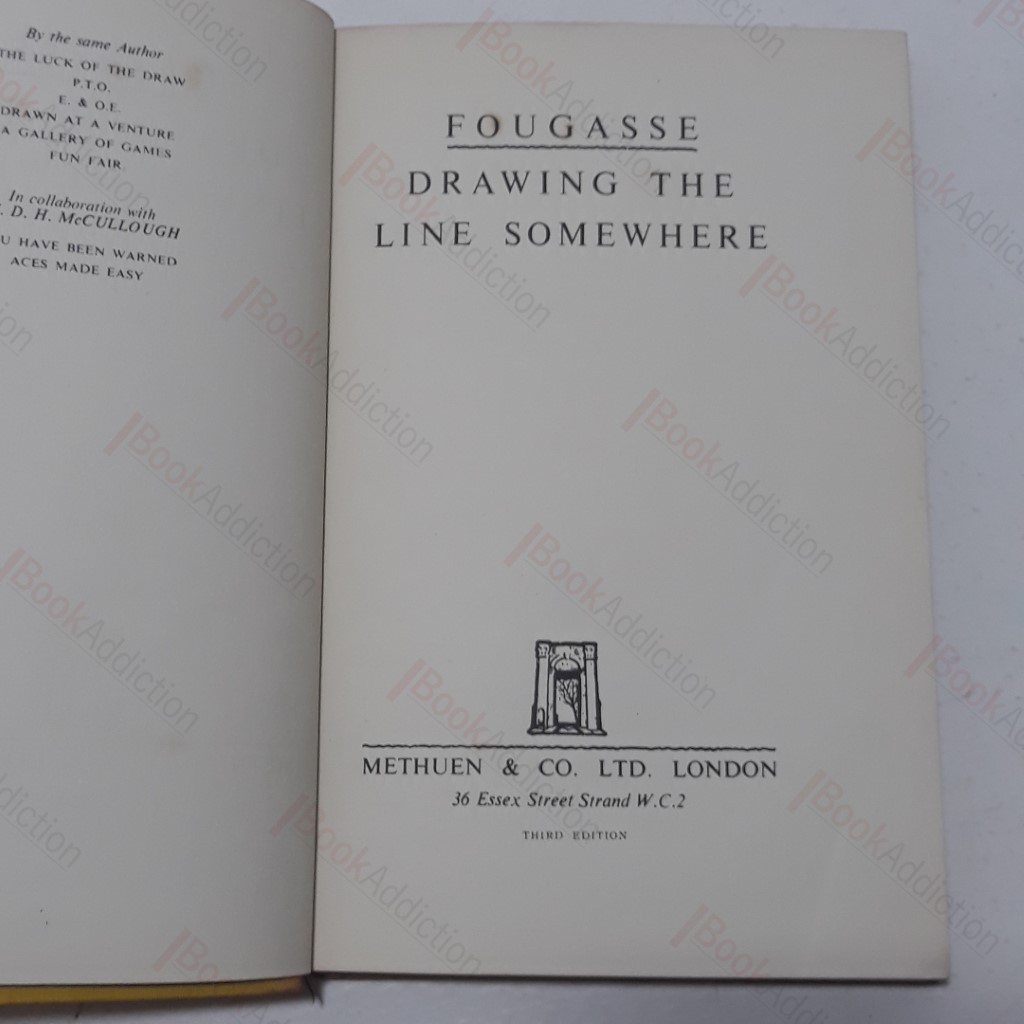 By the same Author
THE LUCK OF THE DRAW
P.T.O.
E. & O.E.
DRAWN AT A VENTURE
A GALLERY OF GAMES
FUN FAIR
In collaboration with
. D. H. McCULLOUGH
U HAVE BEEN WARNED
ACES MADE EASY
FOUGASSE
DRAWING THE
LINE SOMEWHERE
METHUEN & CO. LTD. LONDON
36 Essex Street Strand W.C.2
THIRD EDITION
BookAddiction